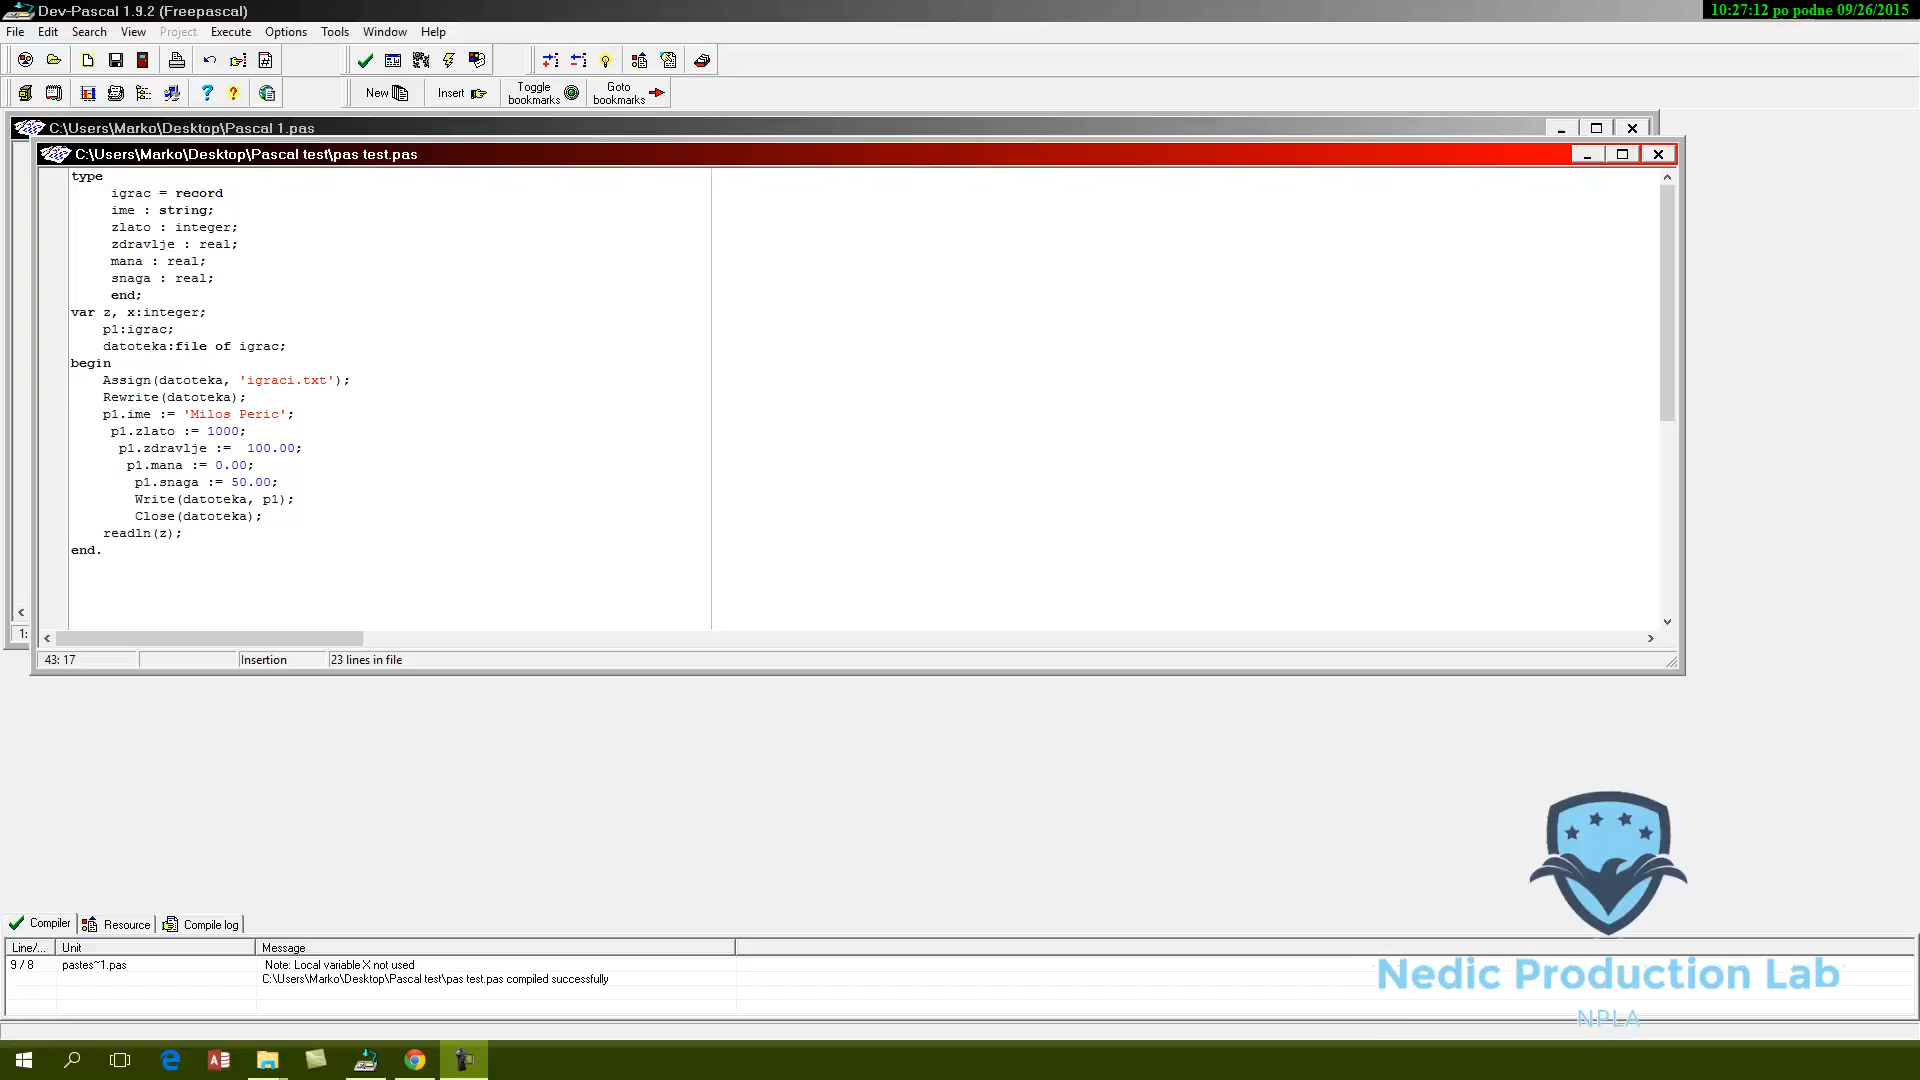 Dev-Pascal 1.9.2 (Freepascal)
10:27:12 po podne 09/26/2015
File Edit Search View Project Execute Options Tools Window Help
New Insert Toggle bookmarks Goto bookmarks
C:\Users\Marko\Desktop\Pascal 1.pas
C:\Users\Marko\Desktop\Pascal test\pas test.pas
type
igrac = record
ime : string;
zlato : integer;
zdravlje : real;
mana : real;
snaga : real;
end;
var z, x:integer;
p1:igrac;
datoteka:file of igrac;
begin
Assign(datoteka, 'igraci.txt');
Rewrite(datoteka);
p1.ime := 'Milos Peric';
p1.zlato := 1000;
p1.zdravlje :=  100.00;
p1.mana := 0.00;
p1.snaga := 50.00;
Write(datoteka, p1);
Close(datoteka);
readln(z);
end.
1:
43: 17 Insertion 23 lines in file
Compiler Resource Compile log
Line/... Unit Message
9 / 8 pastes~1.pas Note: Local variable X not used
C:\Users\Marko\Desktop\Pascal test\pas test.pas compiled successfully
Nedic Production Lab
NPLA